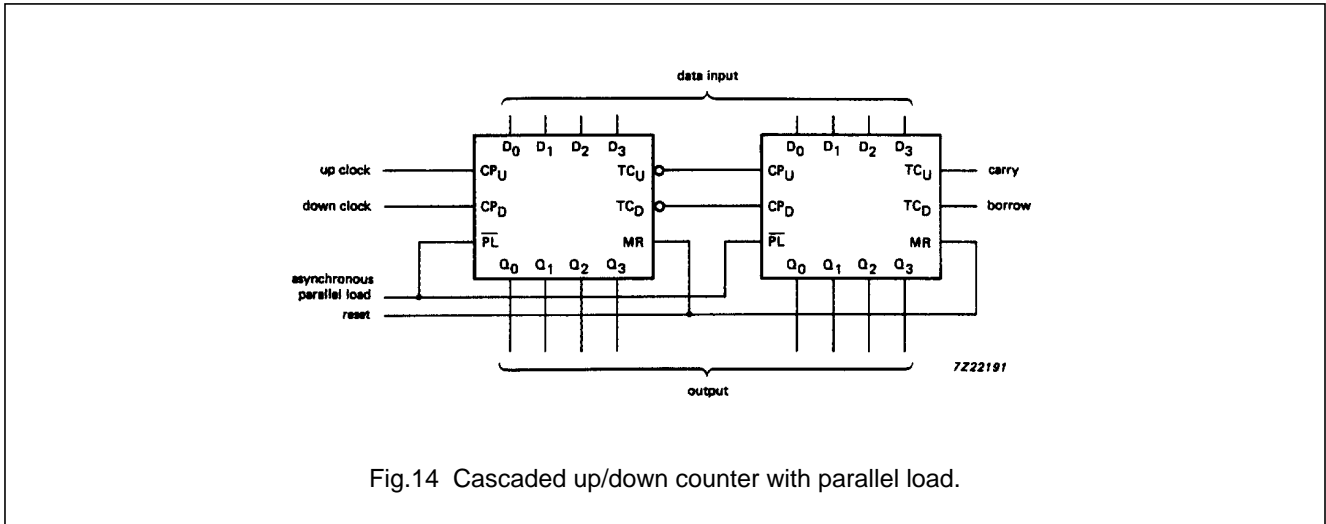 data input
D0 D1 D2 D3 D0 D1 D2 D3
up clock CPU TCU CPU TCU carry
down clock CPD TCD CPD TCD borrow
PL MR PL MR
Q0 Q1 Q2 Q3 Q0 Q1 Q2 Q3
asynchronous
parallel load
reset
7Z22191
output
Fig.14 Cascaded up/down counter with parallel load.